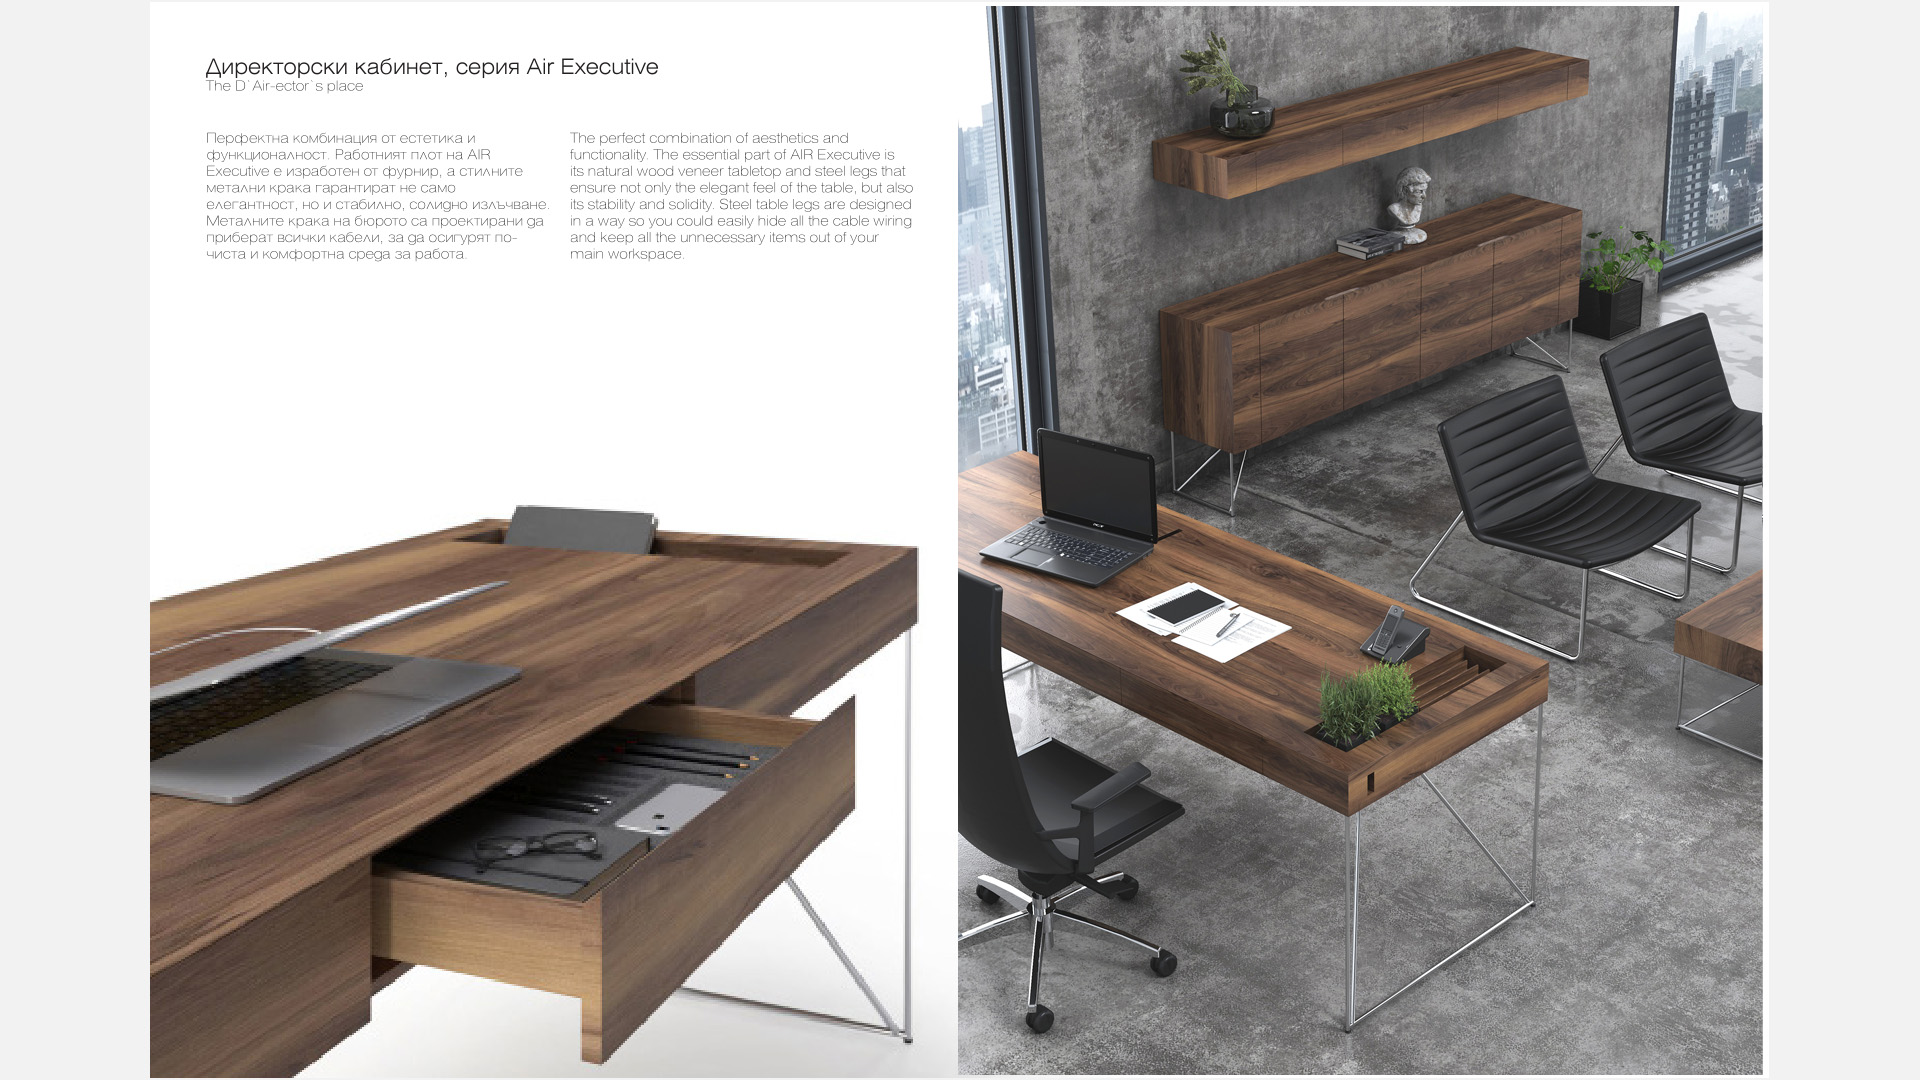 Директорски кабинет, серия Air Executive
The D`Air-ector`s place
Перфектна комбинация от естетика и
функционалност. Работният плот на AIR
Executive е изработен от фурнир, а стилните
метални крака гарантират не само
елегантност, но и стабилно, солидно излъчване.
Металните крака на бюрото са проектирани да
приберат всички кабели, за да осигурят по-
чиста и комфортна среда за работа.
The perfect combination of aesthetics and
functionality. The essential part of AIR Executive is
its natural wood veneer tabletop and steel legs that
ensure not only the elegant feel of the table, but also
its stability and solidity. Steel table legs are designed
in a way so you could easily hide all the cable wiring
and keep all the unnecessary items out of your
main workspace.